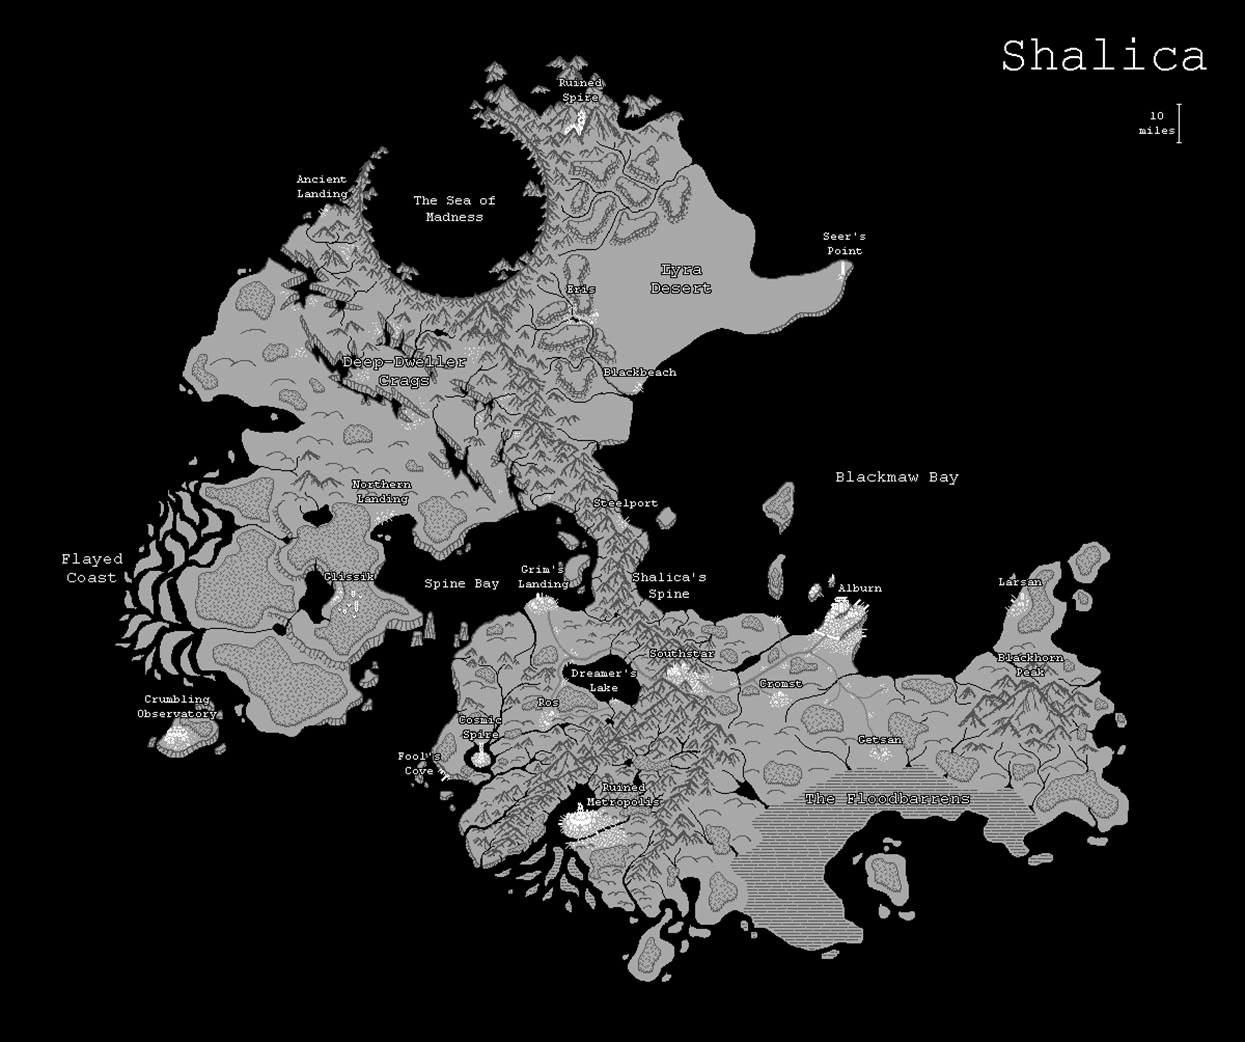 Shalica
10
miles
Ruined
Spire
Ancient
Landing
The Sea of
Madness
Seer's
Point
Lyra
Desert
Eris
Deep-Dweller
Crags
Blackbeach
Blackmaw Bay
Northern
Landing
Steelport
Flayed
Coast
Glissik
Spine Bay
Grim's
Landing
Shalica's
Spine
Alburn
Larsan
Southstar
Blackhorn
Peak
Dreamer's
Lake
Cromst
Crumbling
Observatory
Ros
Cosmic
Spire
Getsan
Fool's
Cove
Ruined
Metropolis
The Floodbarrens